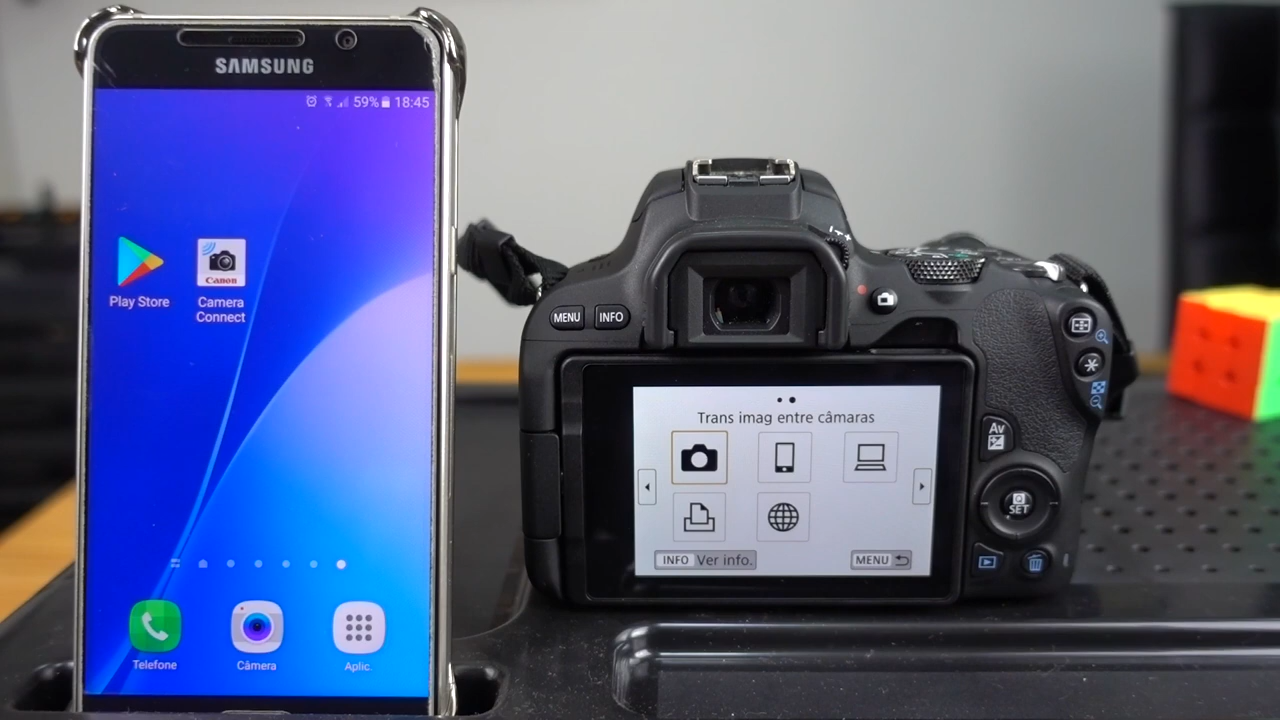 SAMSUNG
59% 18:45
Play Store
Canon
Camera
Connect
Telefone
Câmera
Aplic.
MENU
INFO
Trans imag entre câmaras
INFO Ver info.
MENU
Av
Q
SET